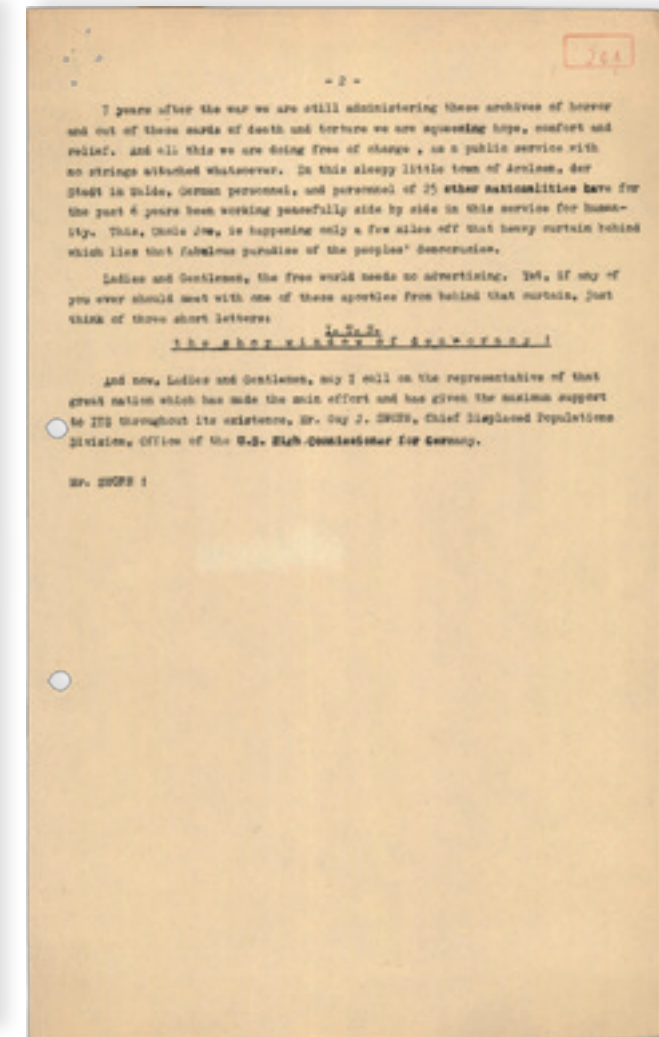 - 2 -
7 years after the war we are still administering these archives of horror
and out of these cards of death and torture we are squeezing hope, comfort and
relief. And all this we are doing free of charge , as a public service with
no strings attached whatsoever. In this sleepy little town of Arolsen, der
Stadt im Walde, German personnel, and personnel of 25 other nationalities have for
the past 6 years been working peacefully side by side in this service for human-
ity. This, Uncle Joe, is happening only a few miles off that heavy curtain behind
which lies that fabulous paradise of the peoples' democracies.
Ladies and Gentlemen, the free world needs no advertising. Yet, if any of
you ever should meet with one of these apostles from behind that curtain, just
think of three short letters:
I. T. S.
the shop window of democracy !
And now, Ladies and Gentlemen, may I call on the representative of that
great nation which has made the main effort and has given the maximum support
to ITS throughout its existence, Mr. Guy J. SWOPE, Chief Displaced Populations
Division, Office of the U.S. High Commissioner for Germany.
Mr. SWOPE !